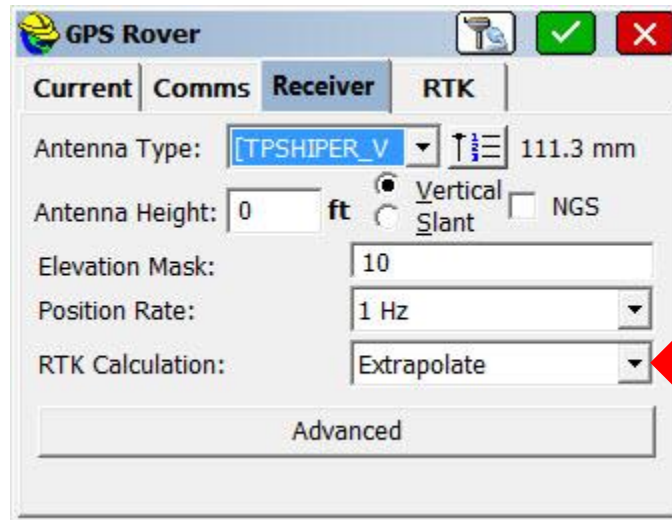 GPS Rover
Current Comms Receiver RTK
Antenna Type: [TPSHIPER_V 111.3 mm
Antenna Height: 0 ft Vertical NGS
Slant
Elevation Mask: 10
Position Rate: 1 Hz
RTK Calculation: Extrapolate
Advanced